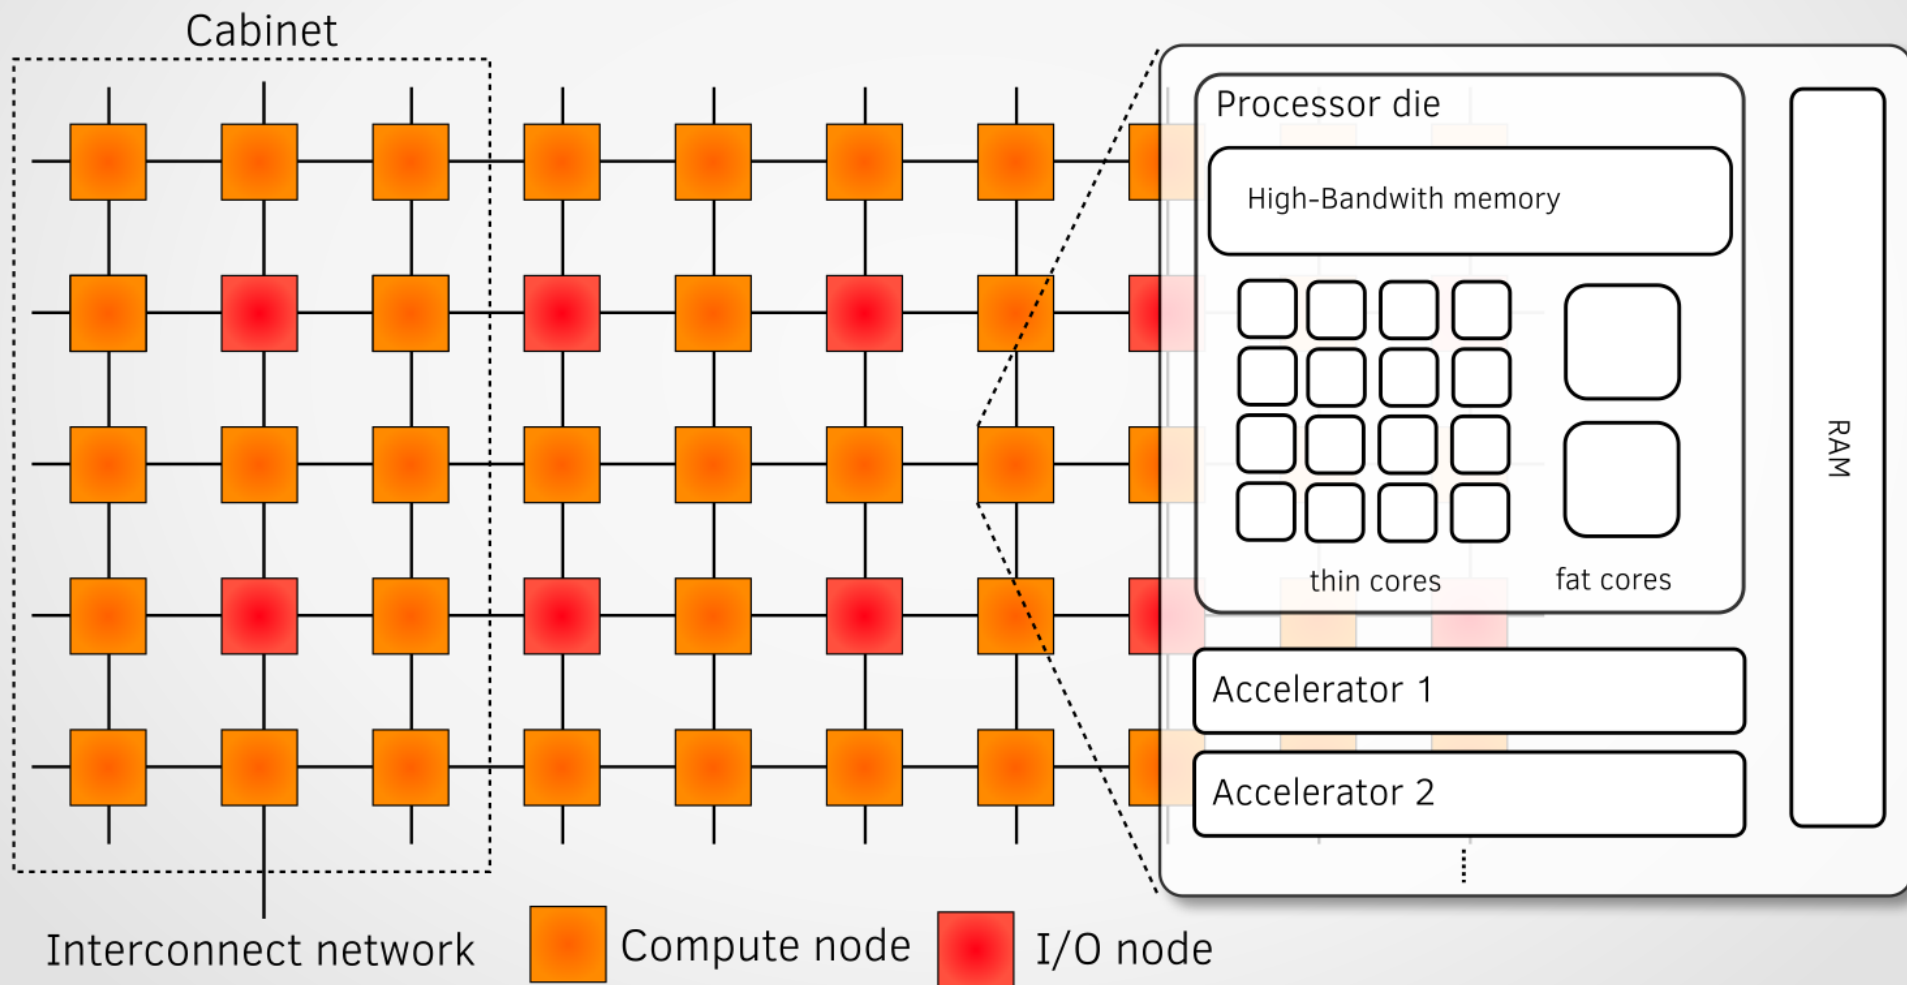 Cabinet
Processor die
High-Bandwith memory
thin cores
fat cores
RAM
Accelerator 1
Accelerator 2
Interconnect network
Compute node
I/O node